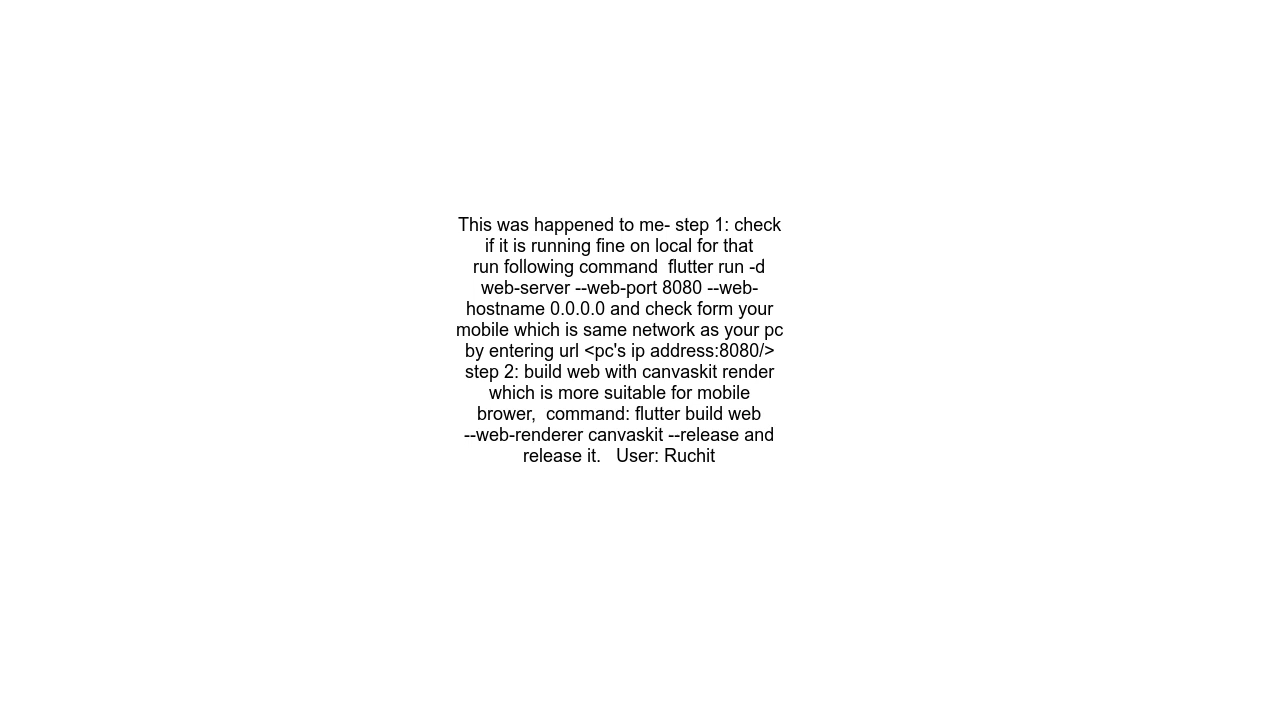 This was happened to me- step 1: check
if it is running fine on local for that
run following command  flutter run -d
web-server --web-port 8080 --web-
hostname 0.0.0.0 and check form your
mobile which is same network as your pc
by entering url <pc's ip address:8080/>
step 2: build web with canvaskit render
which is more suitable for mobile
brower,  command: flutter build web
--web-renderer canvaskit --release and
release it.   User: Ruchit